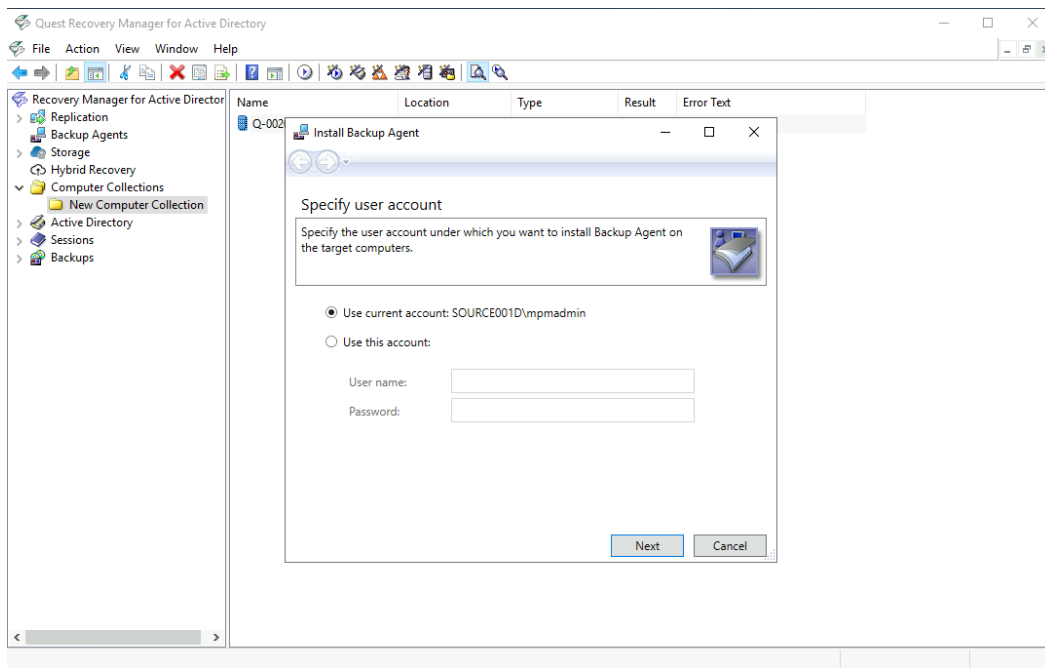 Quest Recovery Manager for Active Directory
File Action View Window Help
Recovery Manager for Active Director
Name Location Type Result Error Text
Replication
Q-002
Backup Agents
Storage
Hybrid Recovery
Computer Collections
New Computer Collection
Active Directory
Sessions
Backups
Install Backup Agent
Specify user account
Specify the user account under which you want to install Backup Agent on
the target computers.
Use current account: SOURCE001D\mpmadmin
Use this account:
User name:
Password:
Next Cancel